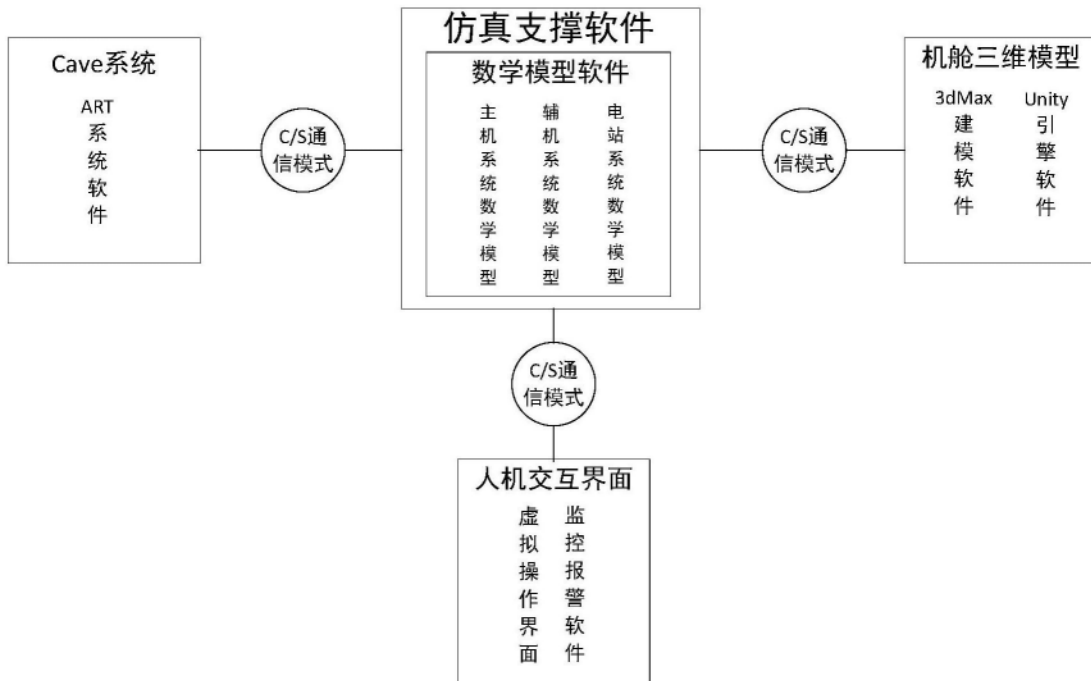 Cave系统
ART系统软件
C/S通
信模式
仿真支撑软件
数学模型软件
主机系统数学模型
辅机系统数学模型
电站系统数学模型
C/S通
信模式
机舱三维模型
3dMax建模软件
Unity引擎软件
C/S通
信模式
人机交互界面
虚拟操作界面
监控报警软件